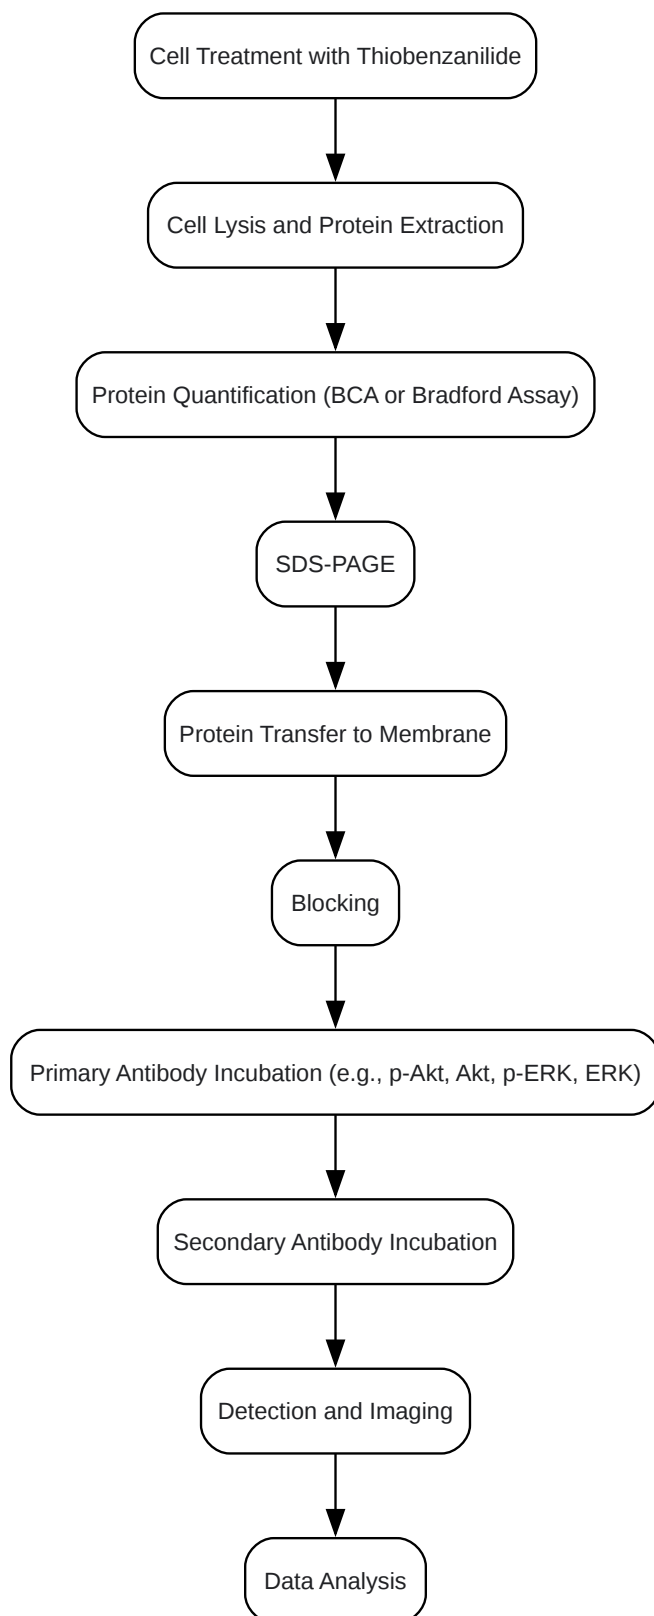 Cell Treatment with Thiobenzanilide
Cell Lysis and Protein Extraction
Protein Quantification (BCA or Bradford Assay)
SDS-PAGE
Protein Transfer to Membrane
Blocking
Primary Antibody Incubation (e.g., p-Akt, Akt, p-ERK, ERK)
Secondary Antibody Incubation
Detection and Imaging
Data Analysis